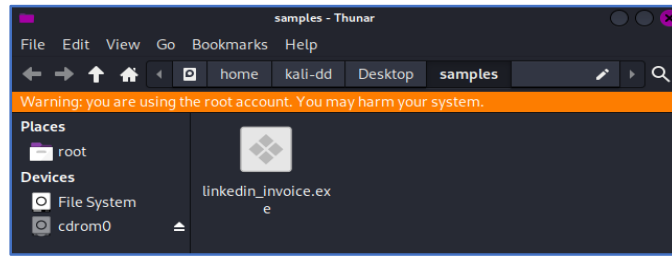 samples - Thunar
File Edit View Go Bookmarks Help
home kali-dd Desktop samples
Warning: you are using the root account. You may harm your system.
Places
root
Devices
File System
cdrom0
linkedin_invoice.ex
e